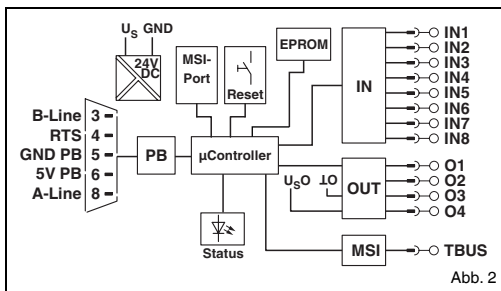 US GND
24V
DC
MSI-
Port
Reset
EPROM
IN
IN1
IN2
IN3
IN4
IN5
IN6
IN7
IN8
B-Line 3
RTS 4
GND PB 5
5V PB 6
A-Line 8
PB
µController
USO
⊥O
OUT
O1
O2
O3
O4
Status
MSI
TBUS
Abb. 2